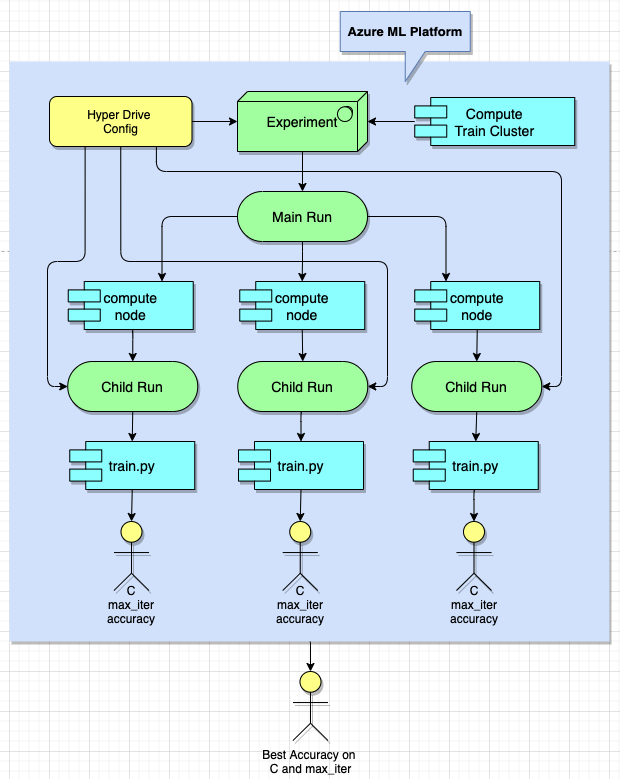 Azure ML Platform
Hyper Drive
Config
Experiment
Compute
Train Cluster
Main Run
compute
node
compute
node
compute
node
Child Run
Child Run
Child Run
train.py
train.py
train.py
C
max_iter
accuracy
C
max_iter
accuracy
C
max_iter
accuracy
Best Accuracy on
C and max_iter